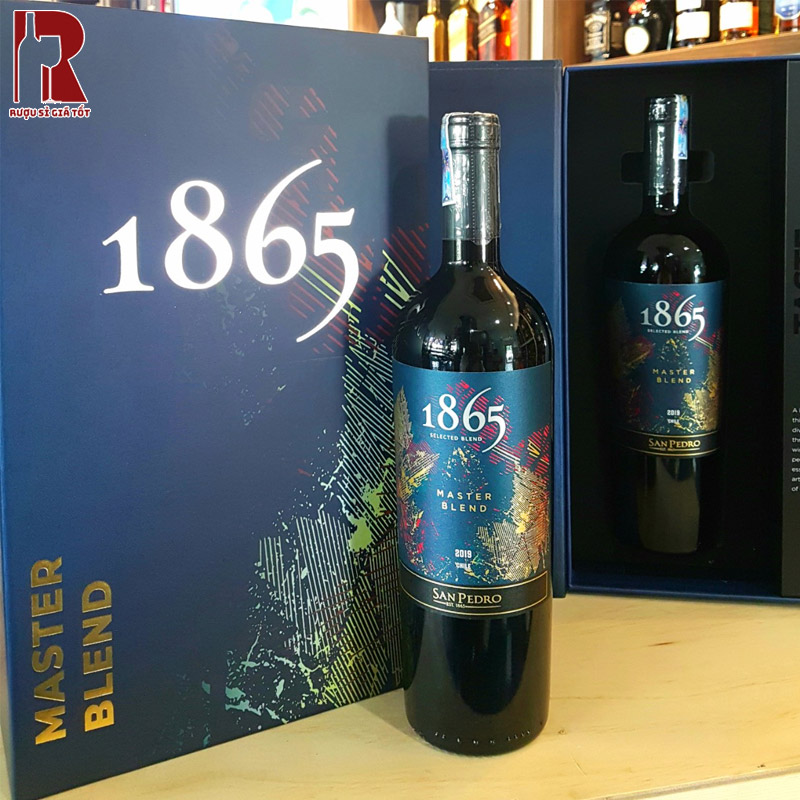 RƯỢU SỈ GIÁ TỐT
1865
MASTER
BLEND
1865
SELECTED BLEND
MASTER
BLEND
2019
CHILE
SAN PEDRO
EST. 1865
1865
SELECTED BLEND
MASTER
BLEND
2019
CHILE
SAN PEDRO